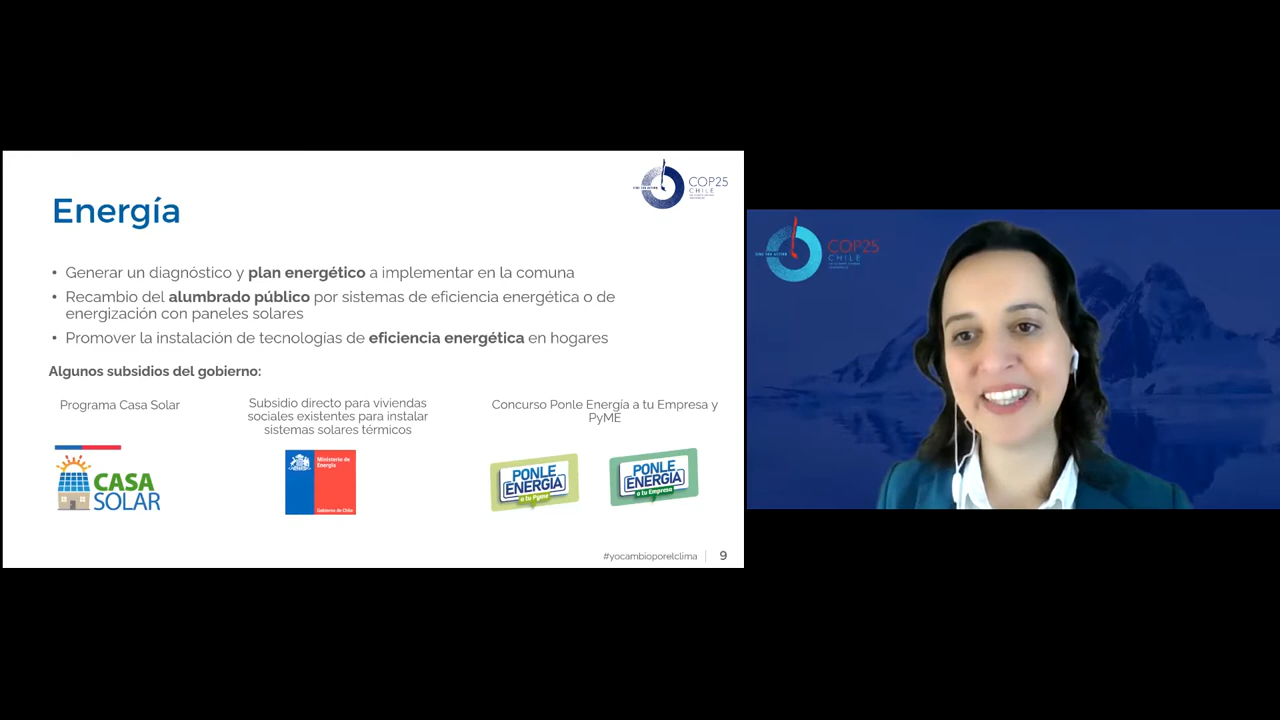 COP25
CHILE
Energía
• Generar un diagnóstico y plan energético a implementar en la comuna
• Recambio del alumbrado público por sistemas de eficiencia energética o de
energización con paneles solares
• Promover la instalación de tecnologías de eficiencia energética en hogares
Algunos subsidios del gobierno:
Programa Casa Solar
CASA
SOLAR
Subsidio directo para viviendas
sociales existentes para instalar
sistemas solares térmicos
Ministerio de
Energía
Gobierno de Chile
Concurso Ponle Energía a tu Empresa y
PyME
PONLE
ENERGÍA
a tu Pyme
PONLE
ENERGÍA
a tu Empresa
#yocambioporelclima
9
COP25
CHILE